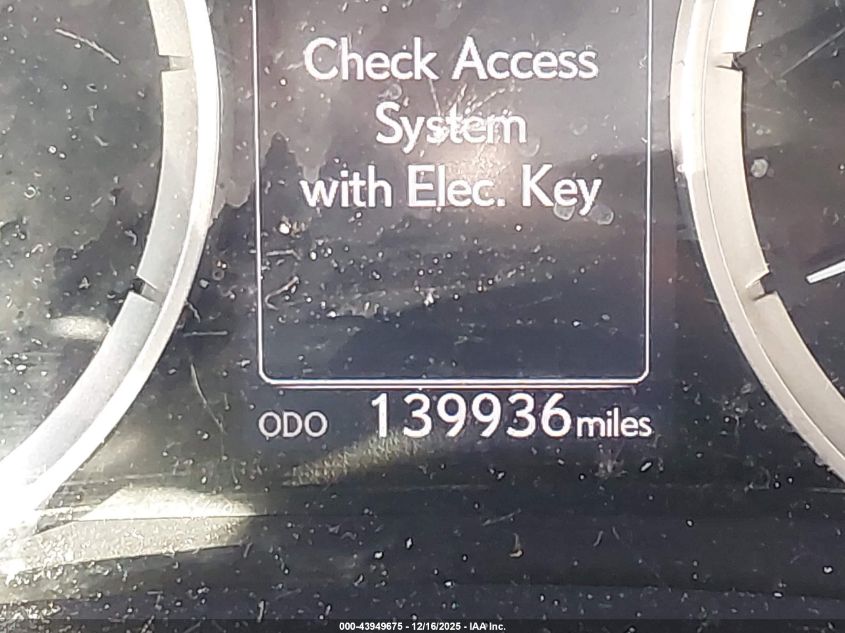 Check Access
System
with Elec. Key
ODO 139936 miles
000-43949675 - 12/16/2025 - IAA Inc.